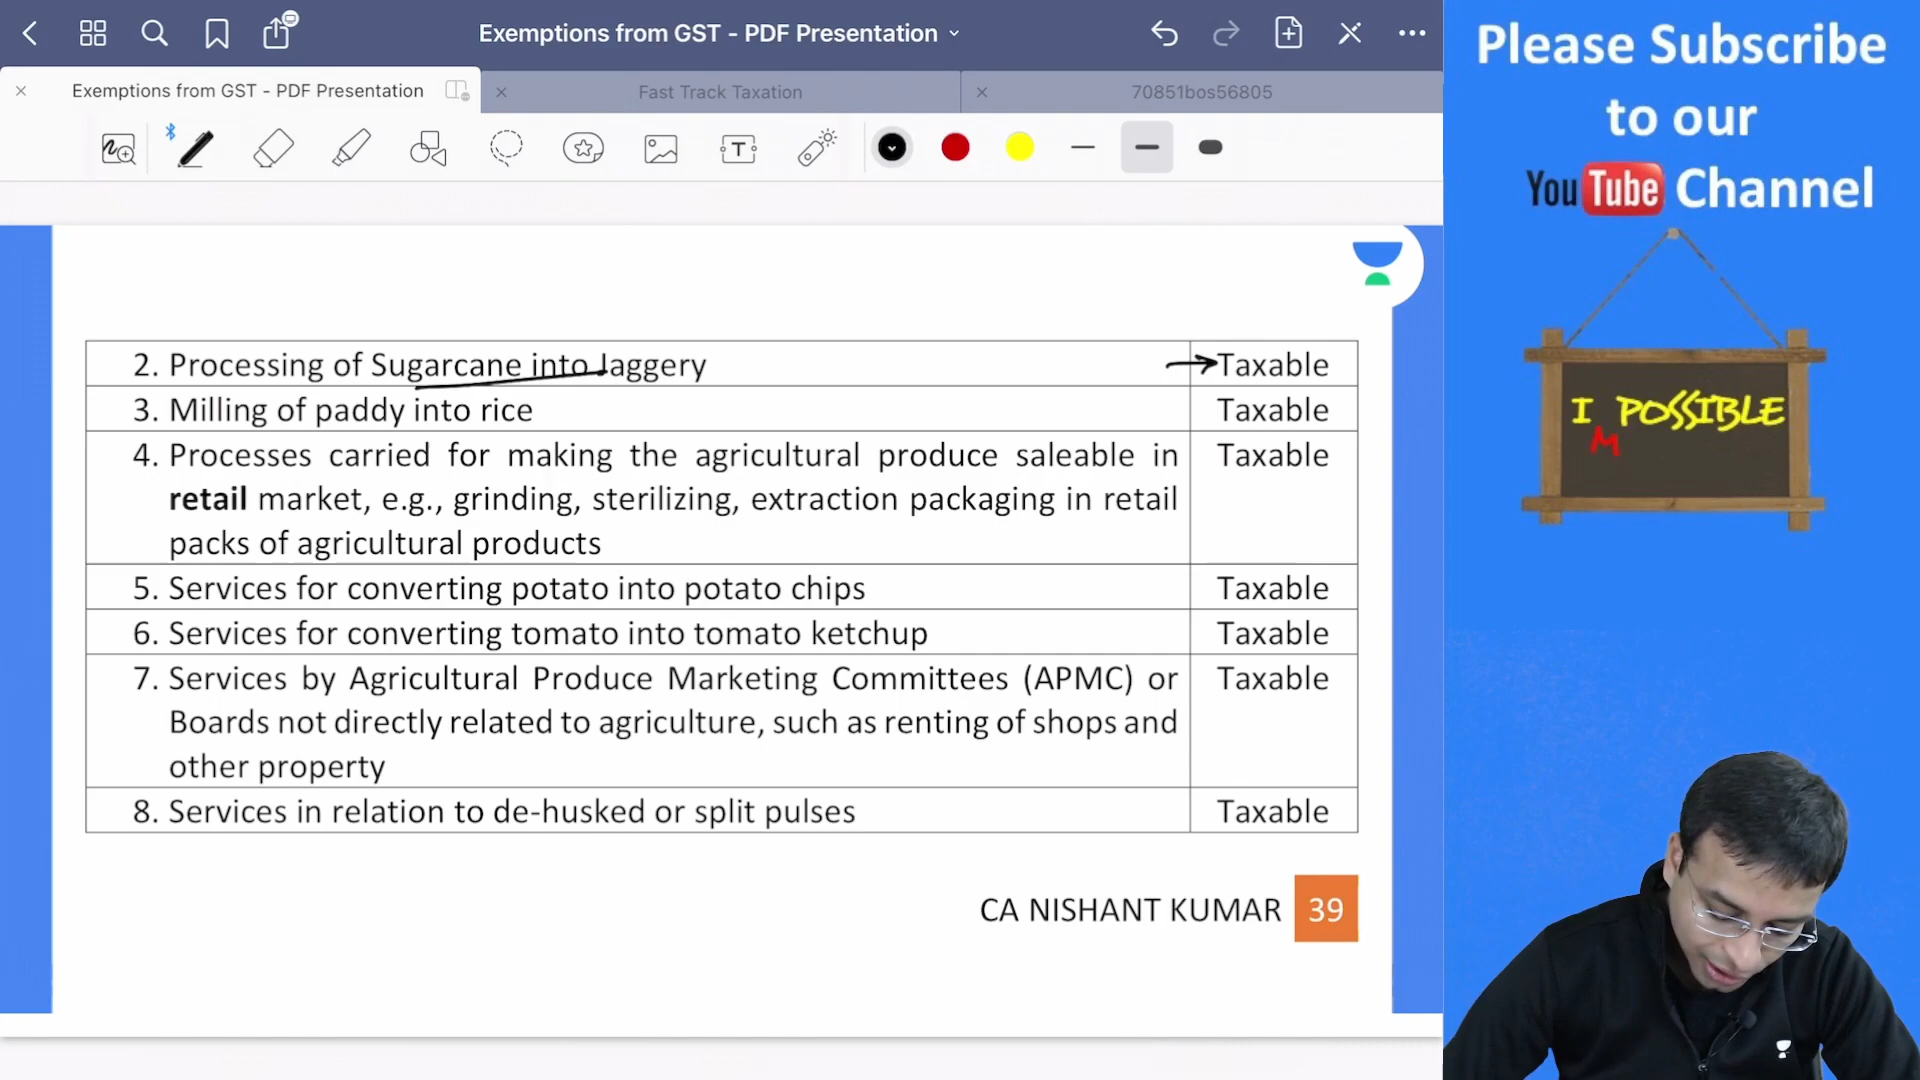 Exemptions from GST - PDF Presentation
Exemptions from GST - PDF Presentation
Fast Track Taxation
70851bos56805
T
2. Processing of Sugarcane into Jaggery
Taxable
3. Milling of paddy into rice
Taxable
4. Processes carried for making the agricultural produce saleable in
Taxable
retail market, e.g., grinding, sterilizing, extraction packaging in retail
packs of agricultural products
5. Services for converting potato into potato chips
Taxable
6. Services for converting tomato into tomato ketchup
Taxable
7. Services by Agricultural Produce Marketing Committees (APMC) or
Taxable
Boards not directly related to agriculture, such as renting of shops and
other property
8. Services in relation to de-husked or split pulses
Taxable
CA NISHANT KUMAR 39
Please Subscribe
to our
YouTube Channel
I POSSIBLE
M